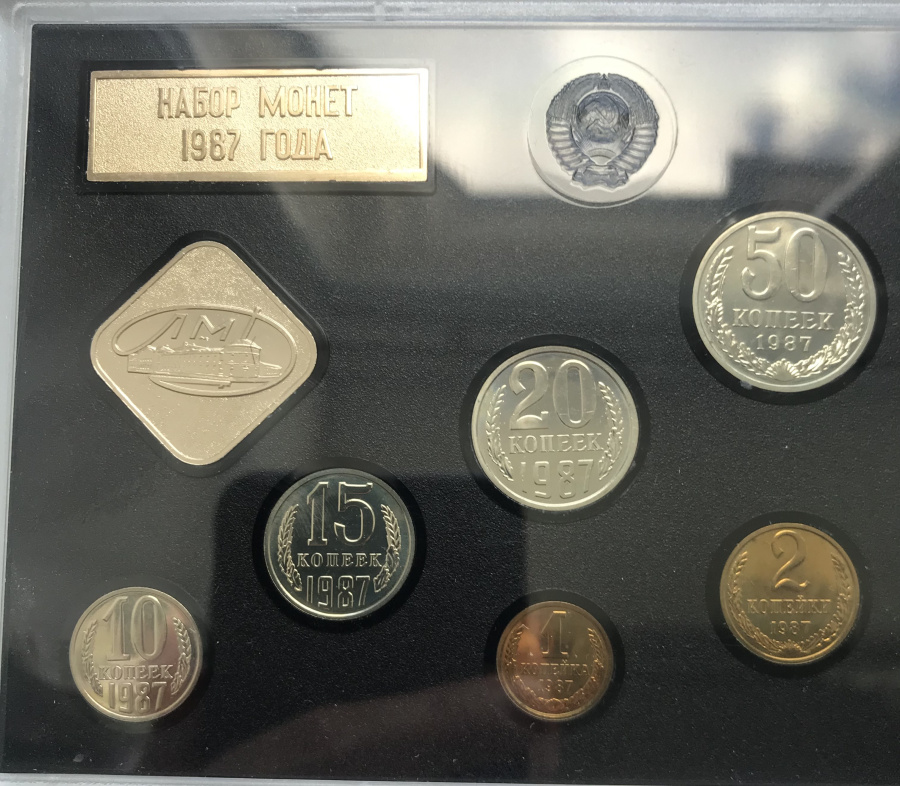 НАБОР МОНЕТ
1987 ГОДА
ЛМД
50
КОПЕЕК
1987
20
КОПЕЕК
1987
15
КОПЕЕК
1987
2
КОПЕЙКИ
1987
10
КОПЕЕК
1987
1
КОПЕЙКА
1987